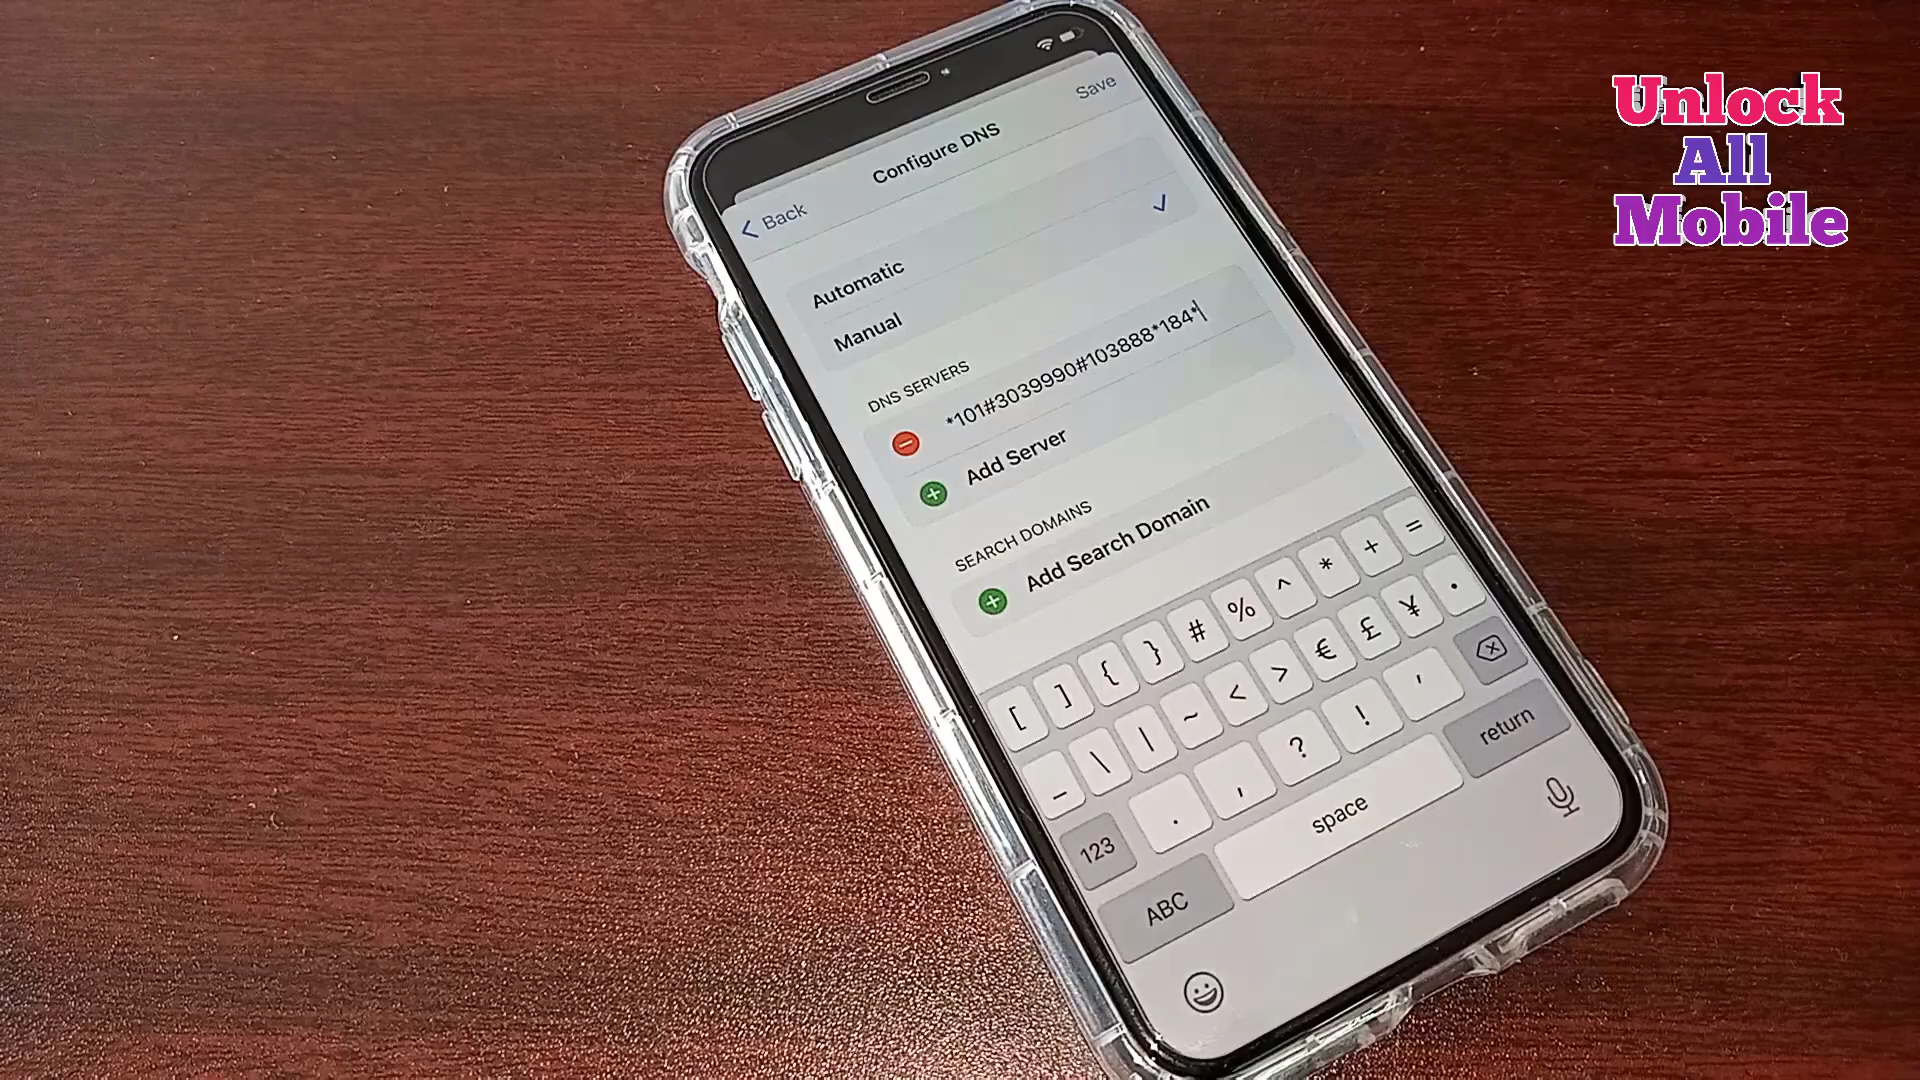 Unlock
All
Mobile
Save
Configure DNS
Back
Automatic
Manual
DNS SERVERS
*101#3039990#103888*184*
Add Server
SEARCH DOMAINS
Add Search Domain
[ ] { } # % ^ * + =
_ \ | ~ < > € £ ¥ •
123 . , ? ! '
ABC space return